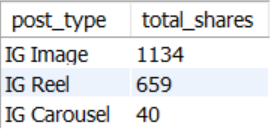 post_type total_shares
IG Image 1134
IG Reel 659
IG Carousel 40